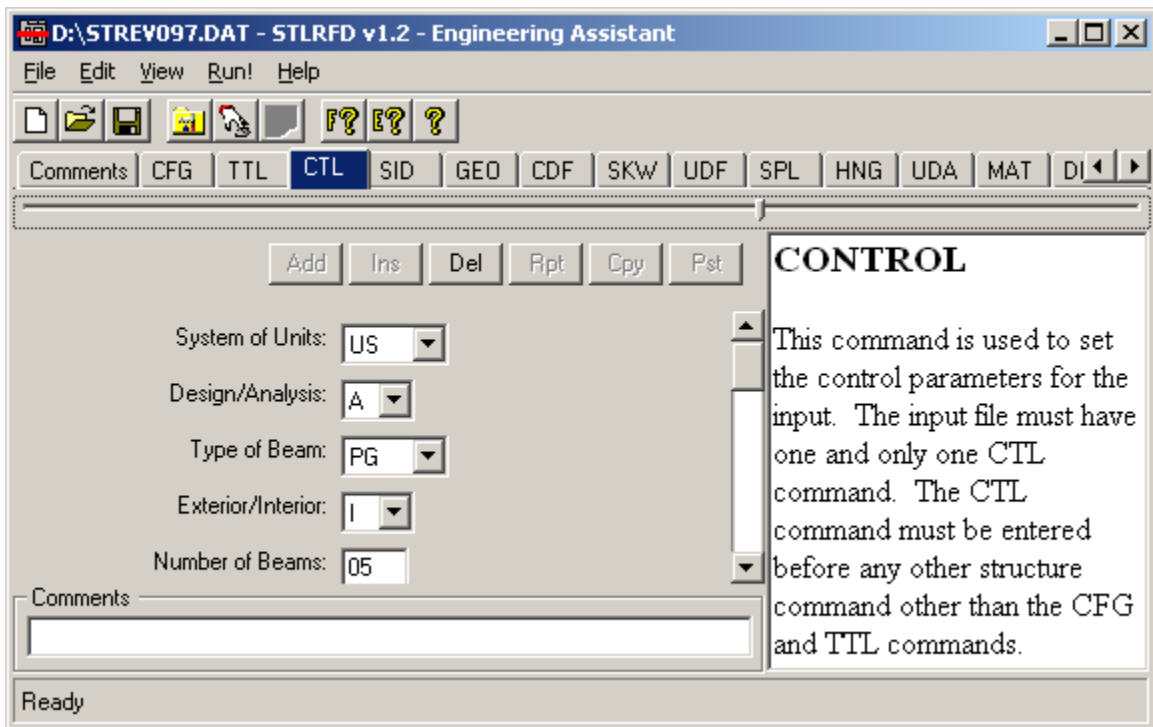 D:\STREV097.DAT - STLRFD v1.2 - Engineering Assistant
File Edit View Run! Help
F? E? ?
Comments CFG TTL CTL SID GEO CDF SKW UDF SPL HNG UDA MAT
Add Ins Del Rpt Cpy Pst
System of Units: US
Design/Analysis: A
Type of Beam: PG
Exterior/Interior: I
Number of Beams: 05
Comments
CONTROL
This command is used to set
the control parameters for the
input. The input file must have
one and only one CTL
command. The CTL
command must be entered
before any other structure
command other than the CFG
and TTL commands.
Ready